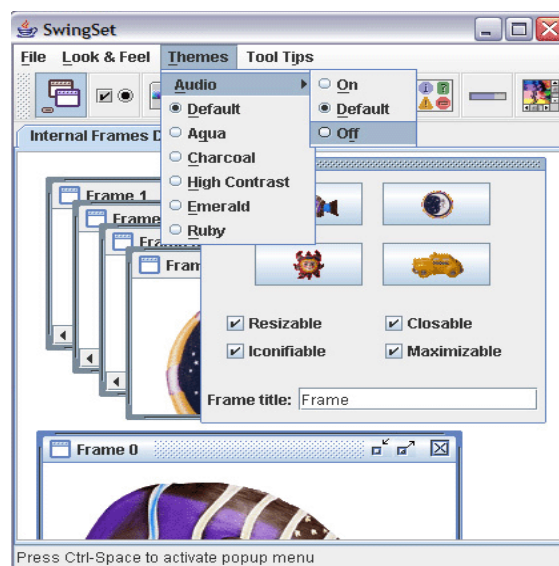 SwingSet
File Look & Feel Themes Tool Tips
Audio
On
Default
Off
Default
Aqua
Charcoal
High Contrast
Emerald
Ruby
Internal Frames D
Frame 1
Frame
Fra
Fram
Resizable
Closable
Iconifiable
Maximizable
Frame title: Frame
Frame 0
Press Ctrl-Space to activate popup menu